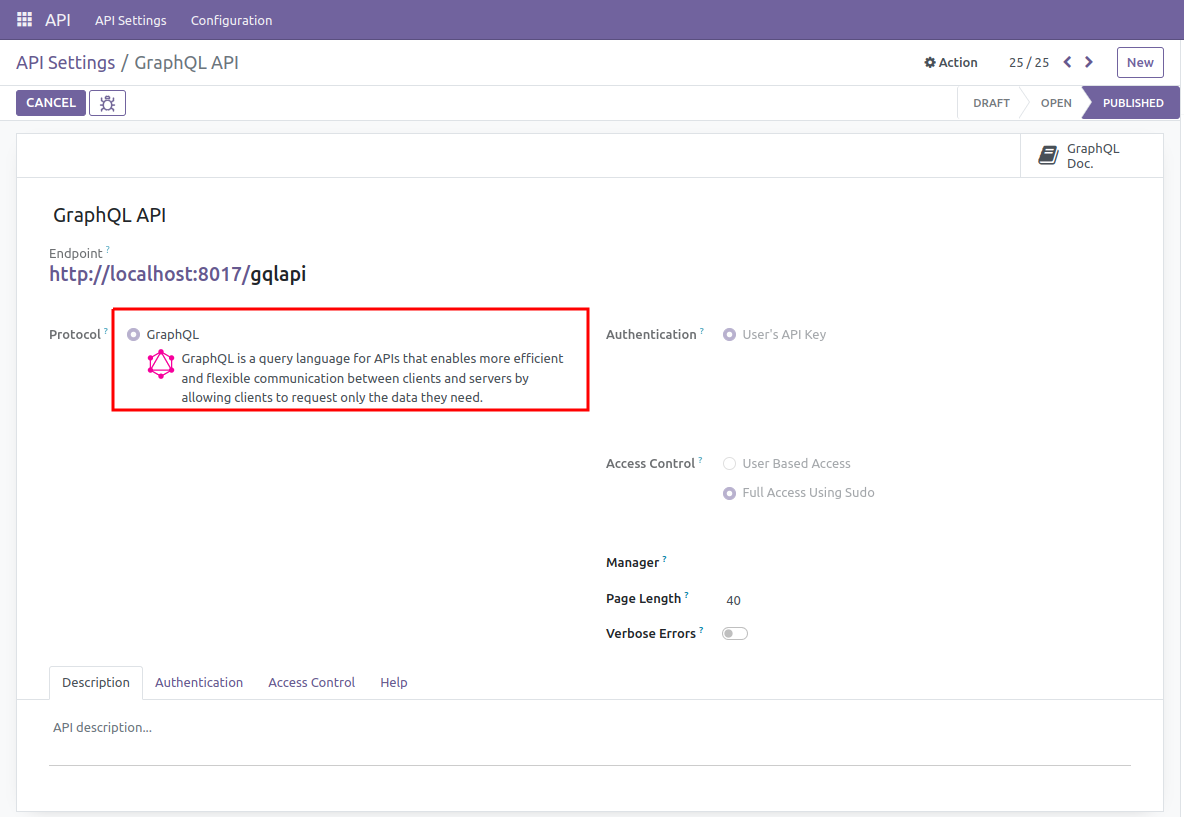 API API Settings Configuration
API Settings / GraphQL API
Action 25 / 25 New
CANCEL
DRAFT OPEN PUBLISHED
GraphQL
Doc.
GraphQL API
Endpoint ?
http://localhost:8017/gqlapi
Protocol ? GraphQL
GraphQL is a query language for APIs that enables more efficient
and flexible communication between clients and servers by
allowing clients to request only the data they need.
Authentication ? User's API Key
Access Control ? User Based Access
Full Access Using Sudo
Manager ?
Page Length ? 40
Verbose Errors ?
Description Authentication Access Control Help
API description...